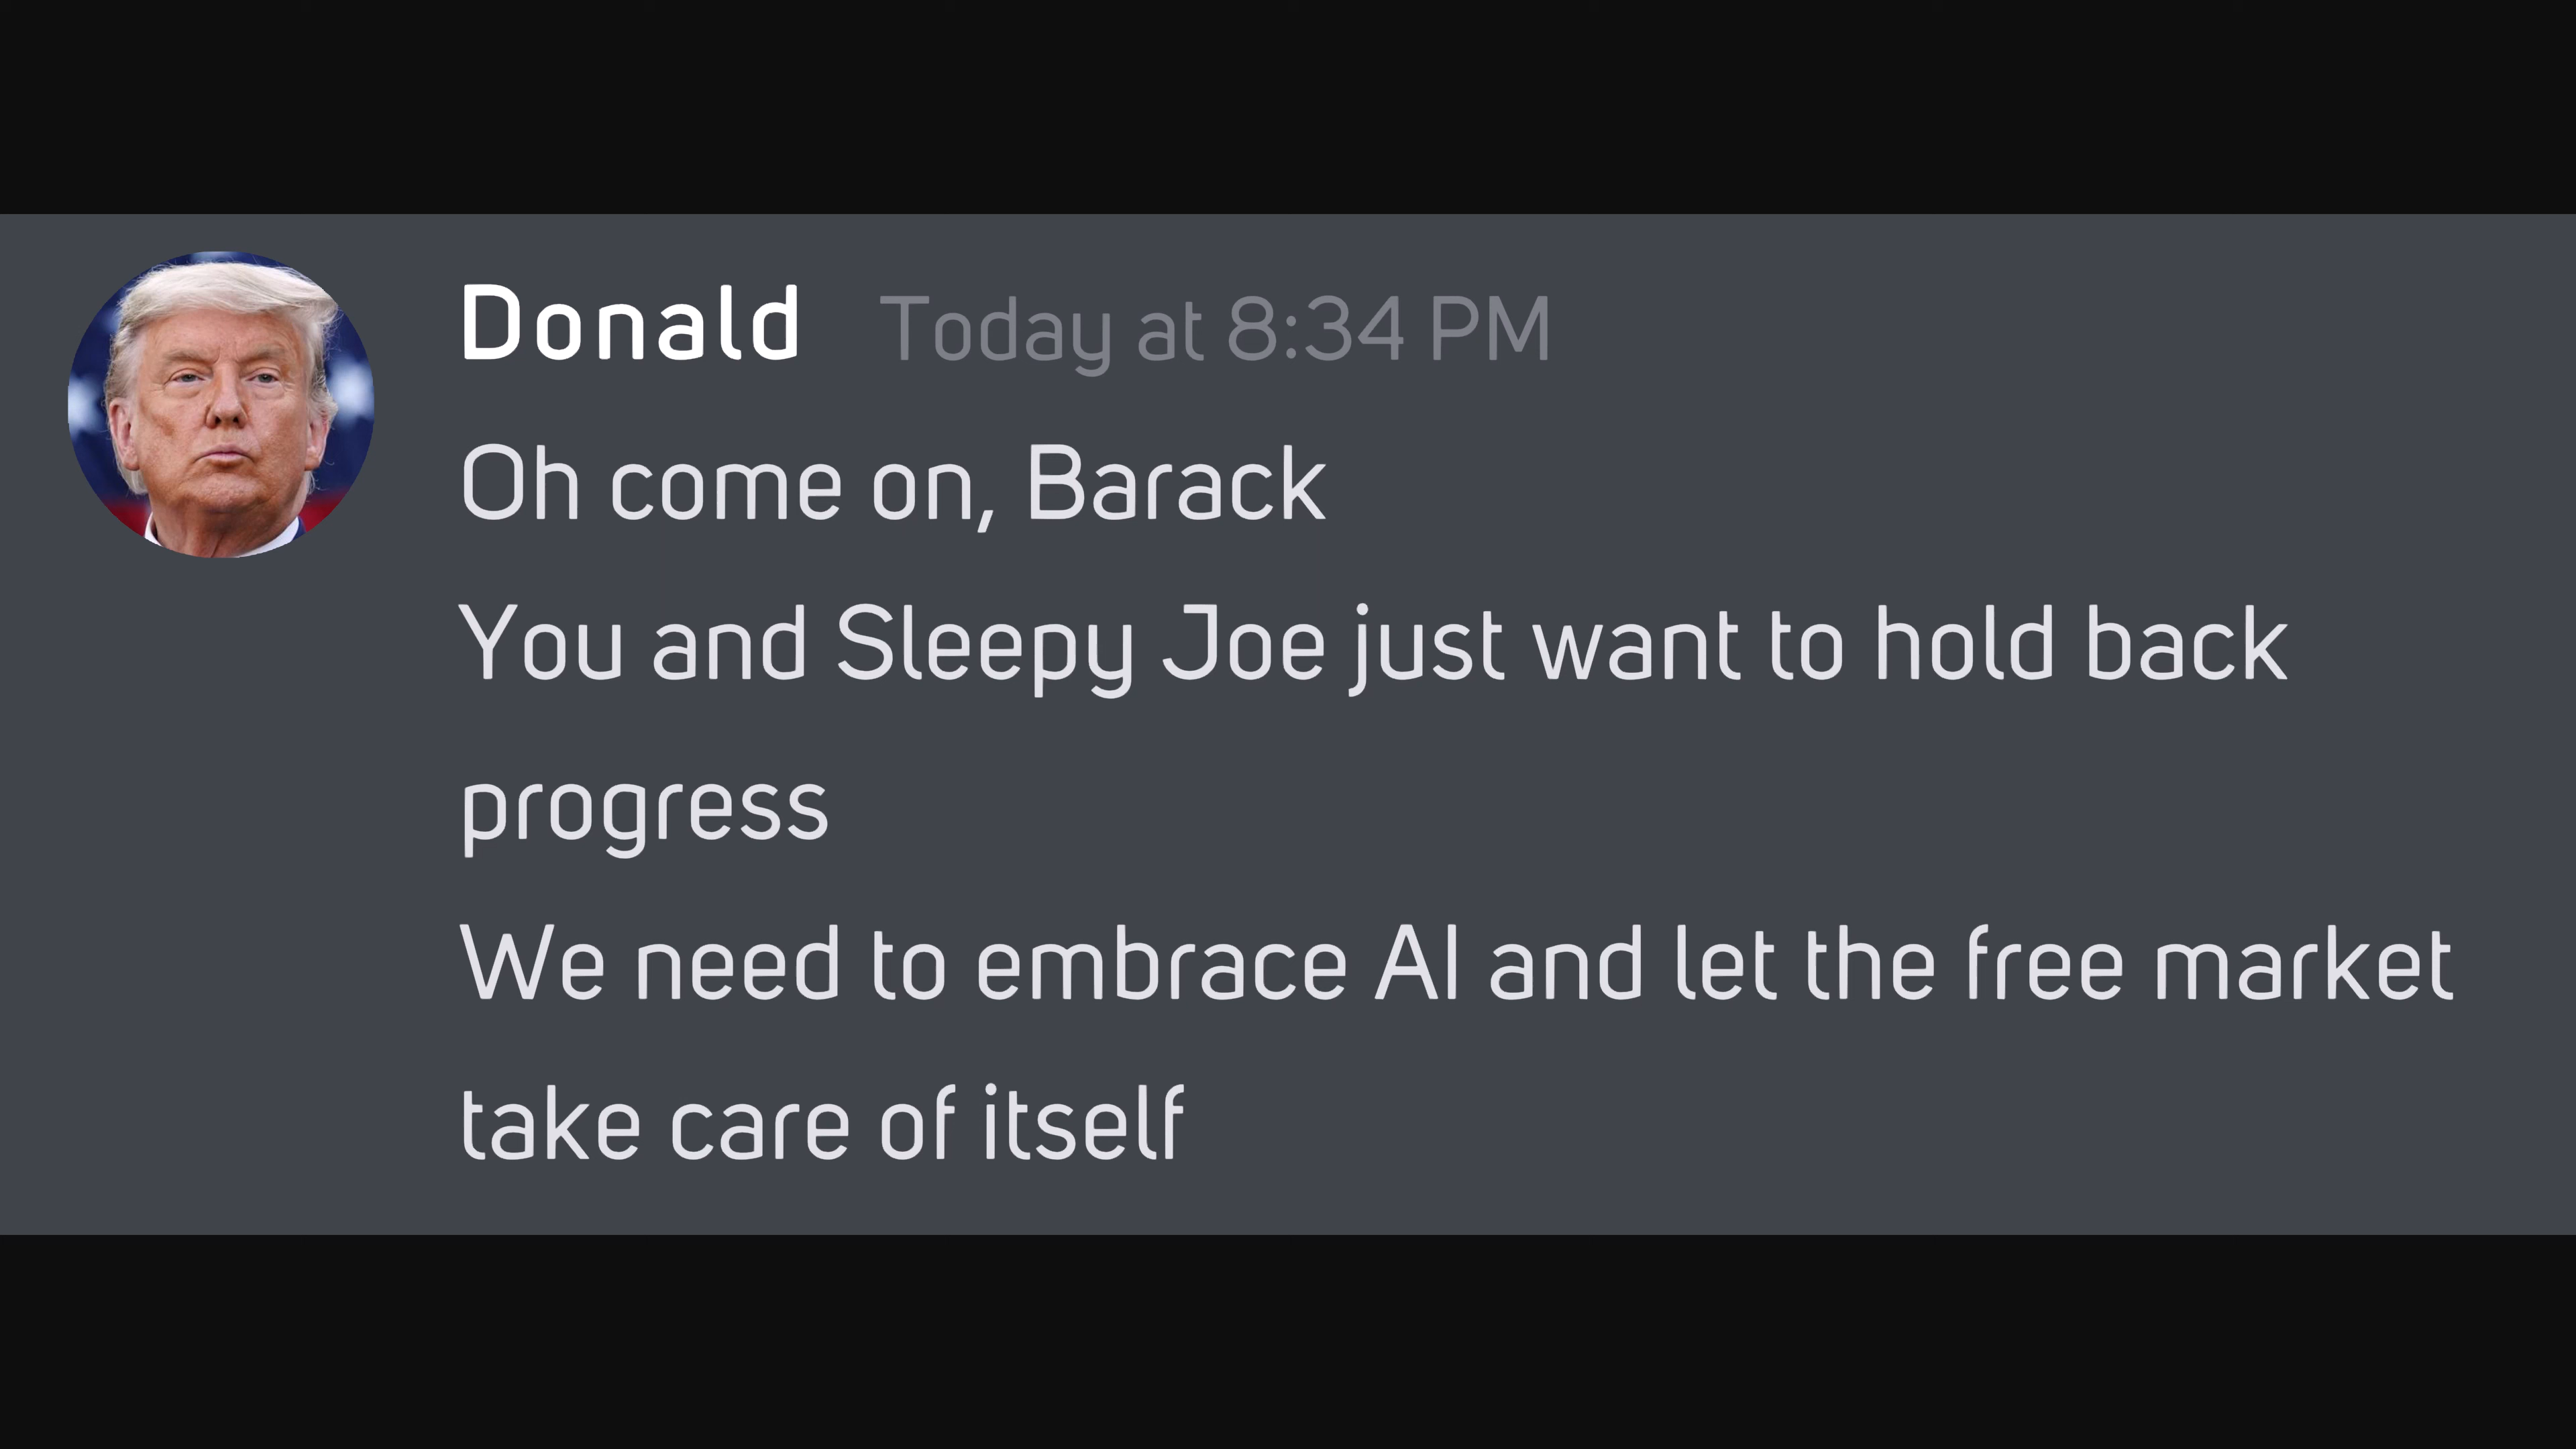 Donald Today at 8:34 PM
Oh come on, Barack
You and Sleepy Joe just want to hold back
progress
We need to embrace AI and let the free market
take care of itself